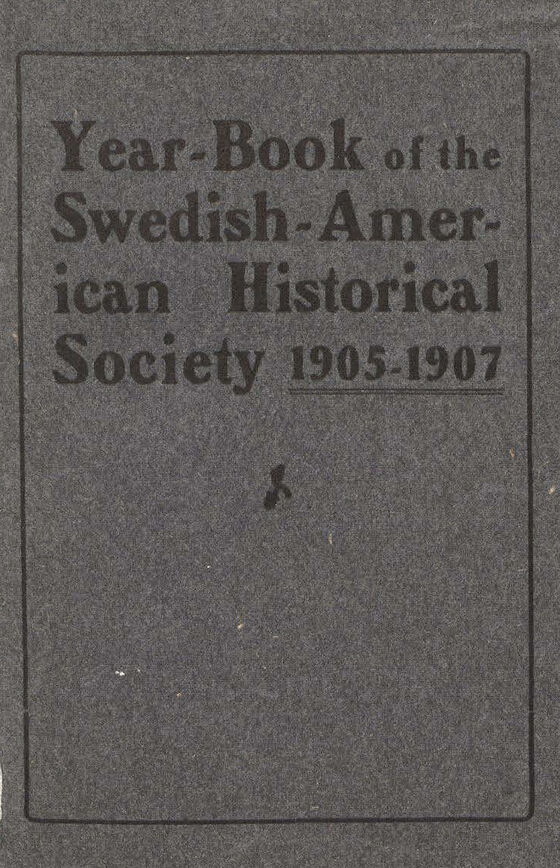 Year-Book of the
Swedish-Amer-
ican Historical
Society 1905-1907